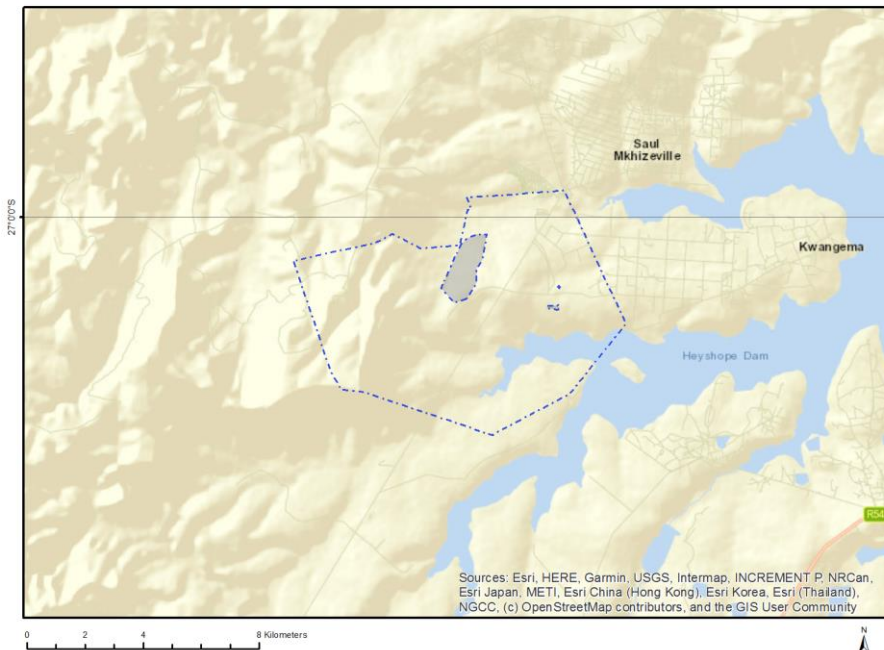 Saul
Mkhizeville
27°0'0"S
Kwangema
Heyshope Dam
R54
Sources: Esri, HERE, Garmin, USGS, Intermap, INCREMENT P, NRCan,
Esri Japan, METI, Esri China (Hong Kong), Esri Korea, Esri (Thailand),
NGCC, (c) OpenStreetMap contributors, and the GIS User Community
0 2 4 8 Kilometers
N